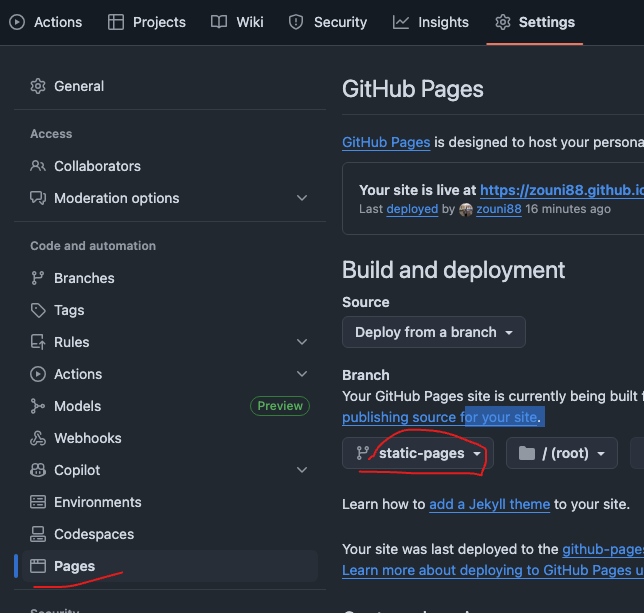 Actions Projects Wiki Security Insights Settings
General
Access
Collaborators
Moderation options
Code and automation
Branches
Tags
Rules
Actions
Models Preview
Webhooks
Copilot
Environments
Codespaces
Pages
GitHub Pages
GitHub Pages is designed to host your persona
Your site is live at https://zouni88.github.io
Last deployed by zouni88 16 minutes ago
Build and deployment
Source
Deploy from a branch
Branch
Your GitHub Pages site is currently being built
publishing source for your site.
static-pages / (root)
Learn how to add a Jekyll theme to your site.
Your site was last deployed to the github-pages
Learn more about deploying to GitHub Pages u